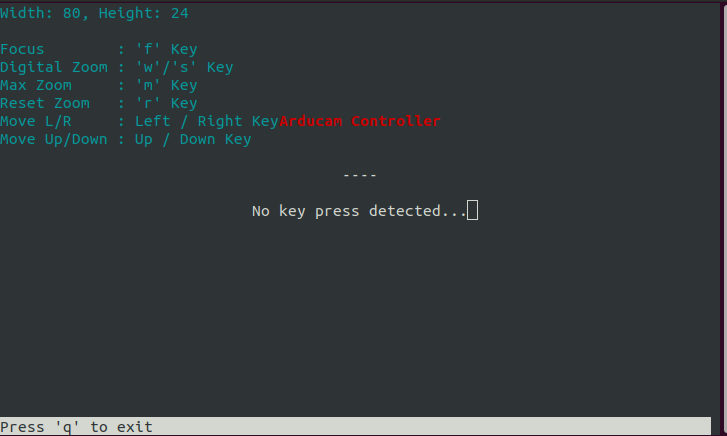 Width: 80, Height: 24
Focus        : 'f' Key
Digital Zoom : 'w'/'s' Key
Max Zoom     : 'm' Key
Reset Zoom   : 'r' Key
Move L/R     : Left / Right KeyArducam Controller
Move Up/Down : Up / Down Key
----
No key press detected...
Press 'q' to exit